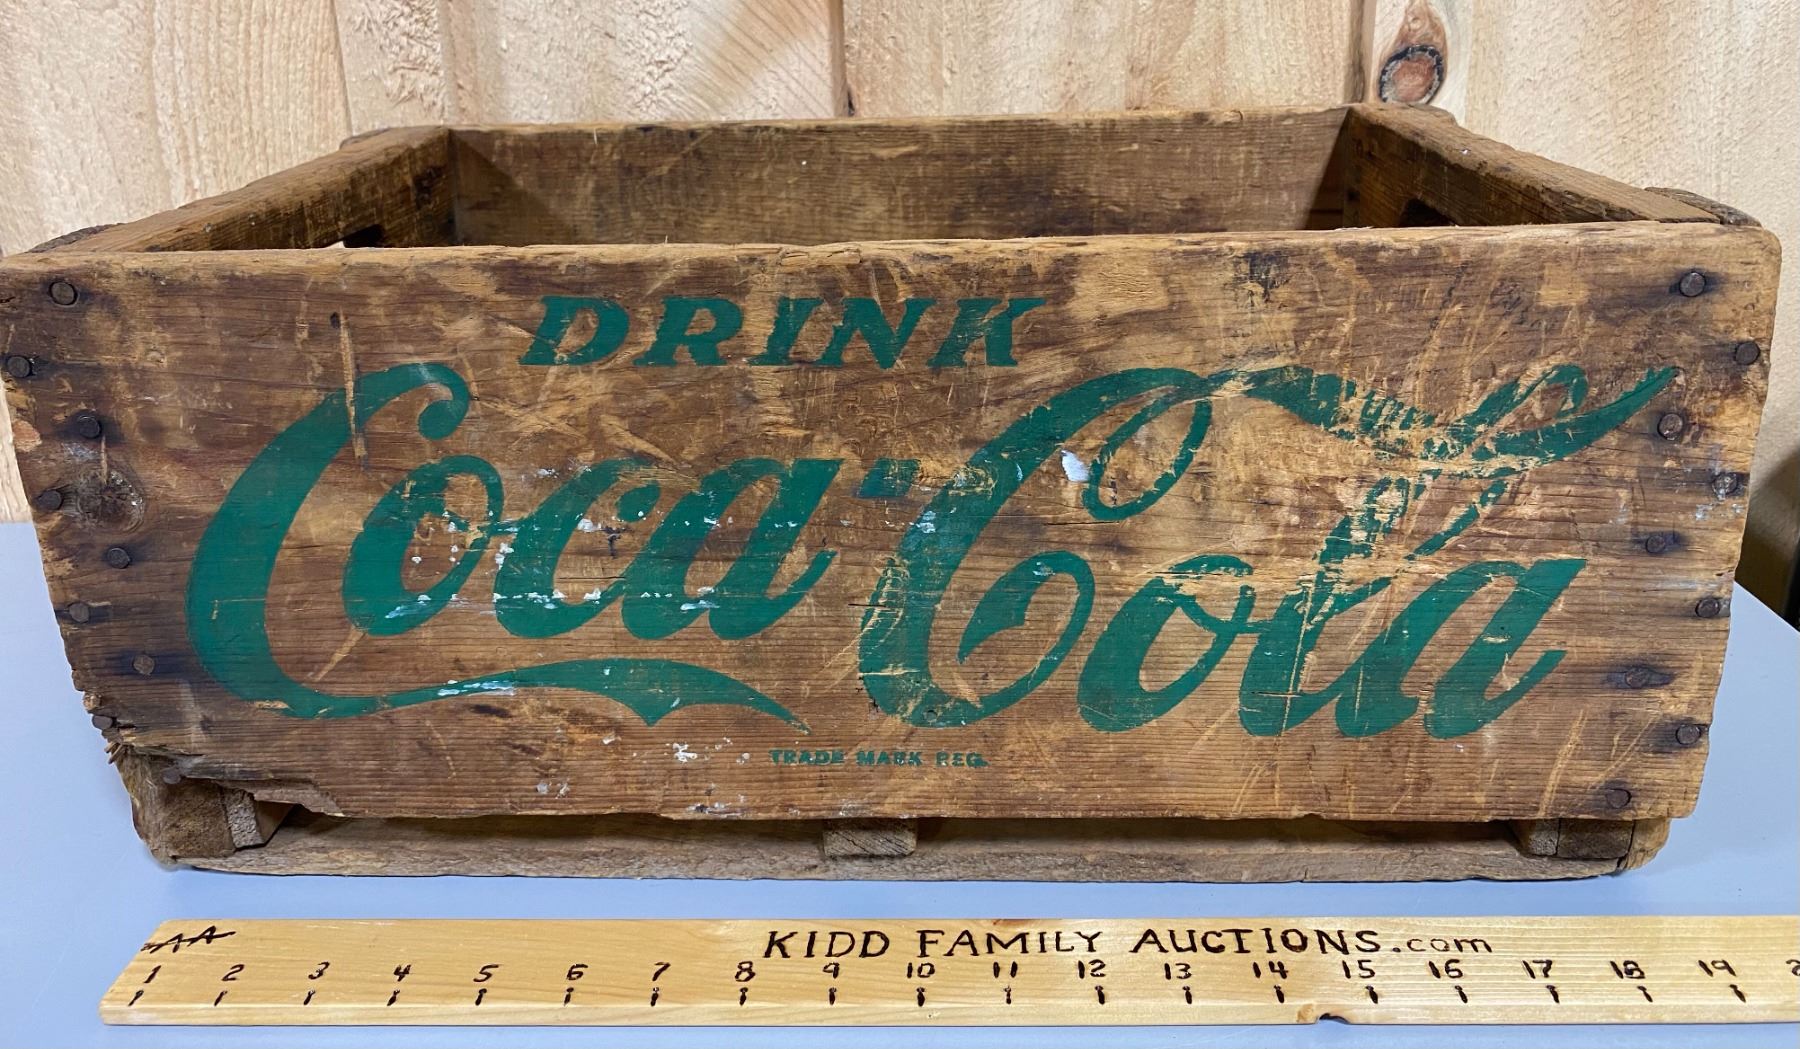 DRINK
Coca-Cola
TRADE MARK REG.
KIDD FAMILY AUCTIONS.com
1 2 3 4 5 6 7 8 9 10 11 12 13 14 15 16 17 18 19